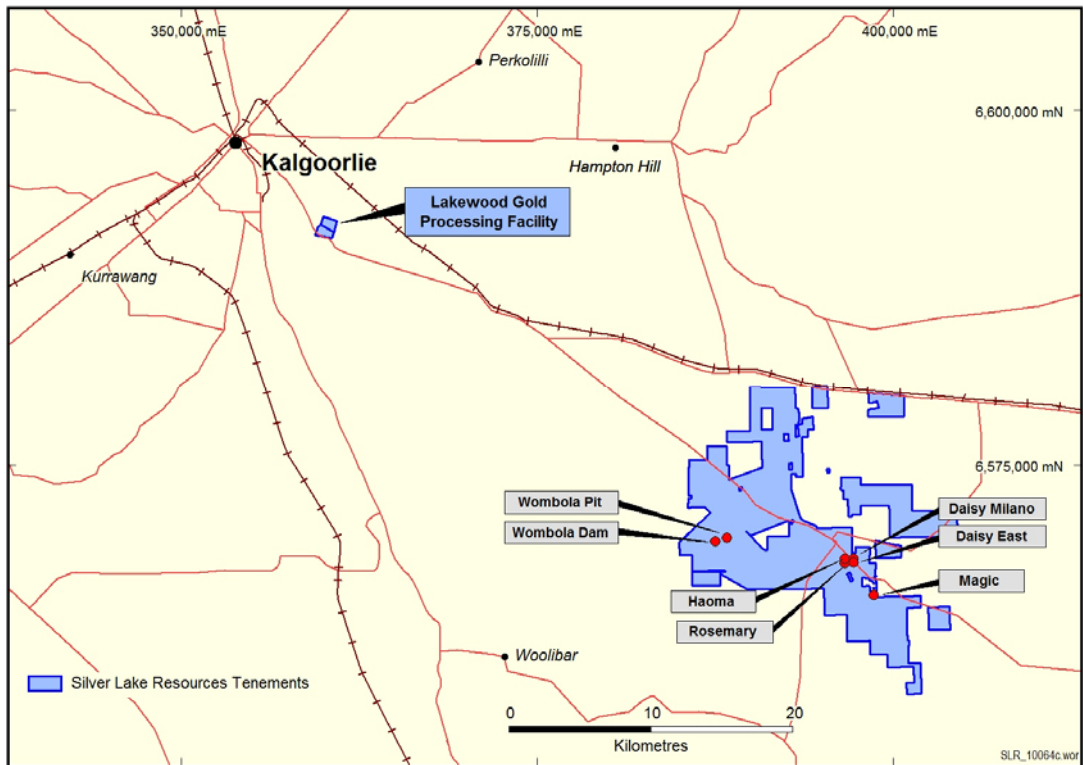 350,000 mE
375,000 mE
400,000 mE
Perkolilli
6,600,000 mN
Kalgoorlie
Hampton Hill
Lakewood Gold
Processing Facility
Kurrawang
6,575,000 mN
Wombola Pit
Wombola Dam
Daisy Milano
Daisy East
Magic
Haoma
Rosemary
Woolibar
Silver Lake Resources Tenements
0
10
20
Kilometres
SLR_10064c.wor